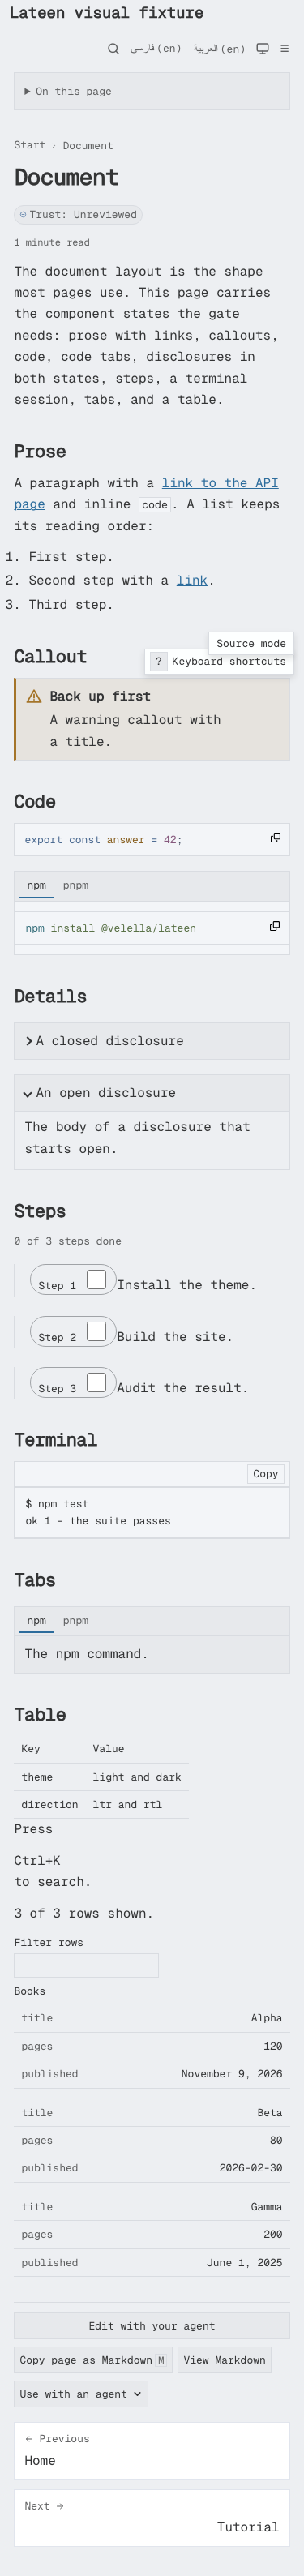 Lateen visual fixture
فارسی (en) العربية (en)
On this page
Start › Document
Document
Trust: Unreviewed
1 minute read
The document layout is the shape
most pages use. This page carries
the component states the gate
needs: prose with links, callouts,
code, code tabs, disclosures in
both states, steps, a terminal
session, tabs, and a table.
Prose
A paragraph with a link to the API
page and inline code. A list keeps
its reading order:
1. First step.
2. Second step with a link.
3. Third step.
Source mode
Callout
? Keyboard shortcuts
Back up first
A warning callout with
a title.
Code
export const answer = 42;
npm pnpm
npm install @velella/lateen
Details
A closed disclosure
An open disclosure
The body of a disclosure that
starts open.
Steps
0 of 3 steps done
Step 1 Install the theme.
Step 2 Build the site.
Step 3 Audit the result.
Terminal
Copy
$ npm test
ok 1 - the suite passes
Tabs
npm pnpm
The npm command.
Table
Key Value
theme light and dark
direction ltr and rtl
Press
Ctrl+K
to search.
3 of 3 rows shown.
Filter rows
Books
title Alpha
pages 120
published November 9, 2026
title Beta
pages 80
published 2026-02-30
title Gamma
pages 200
published June 1, 2025
Edit with your agent
Copy page as Markdown M View Markdown
Use with an agent
← Previous
Home
Next →
Tutorial